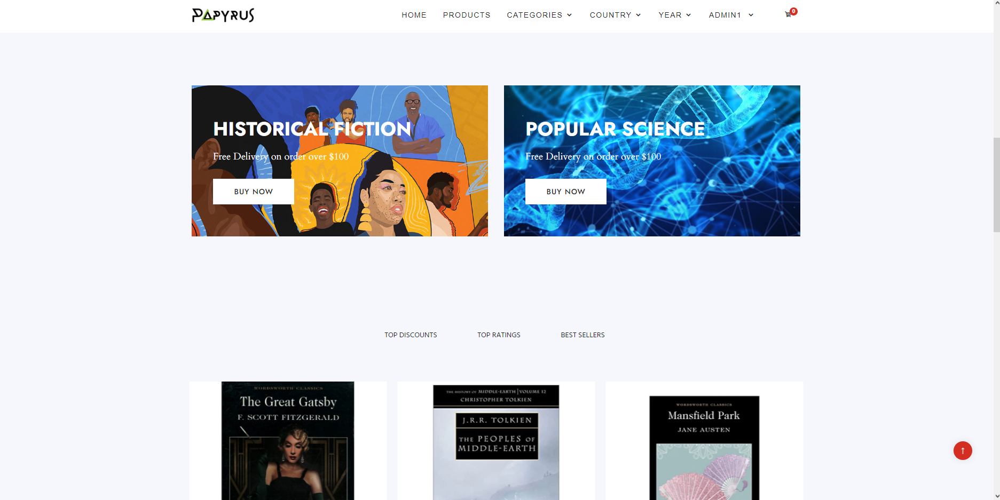 PAPYRUS
HOME PRODUCTS CATEGORIES COUNTRY YEAR ADMIN1 0
HISTORICAL FICTION
Free Delivery on order over $100
BUY NOW
POPULAR SCIENCE
Free Delivery on order over $100
BUY NOW
TOP DISCOUNTS TOP RATINGS BEST SELLERS
WORDSWORTH CLASSICS
The Great Gatsby
F. SCOTT FITZGERALD
THE HISTORY OF MIDDLE-EARTH | VOLUME 12
CHRISTOPHER TOLKIEN
J.R.R. TOLKIEN
THE PEOPLES OF
MIDDLE-EARTH
WORDSWORTH CLASSICS
Mansfield Park
JANE AUSTEN